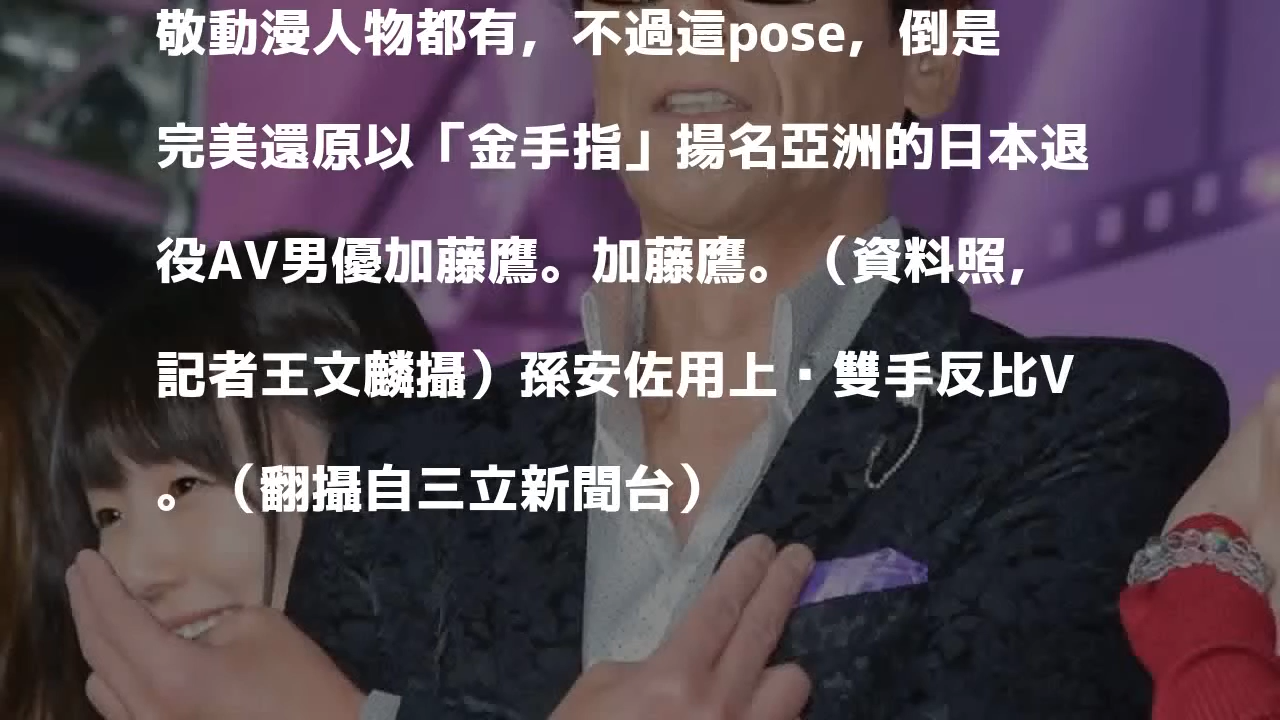 敬動漫人物都有，不過這pose，倒是
完美還原以「金手指」揚名亞洲的日本退
役AV男優加藤鷹。加藤鷹。（資料照，
記者王文麟攝）孫安佐用上·雙手反比V
。（翻攝自三立新聞台）